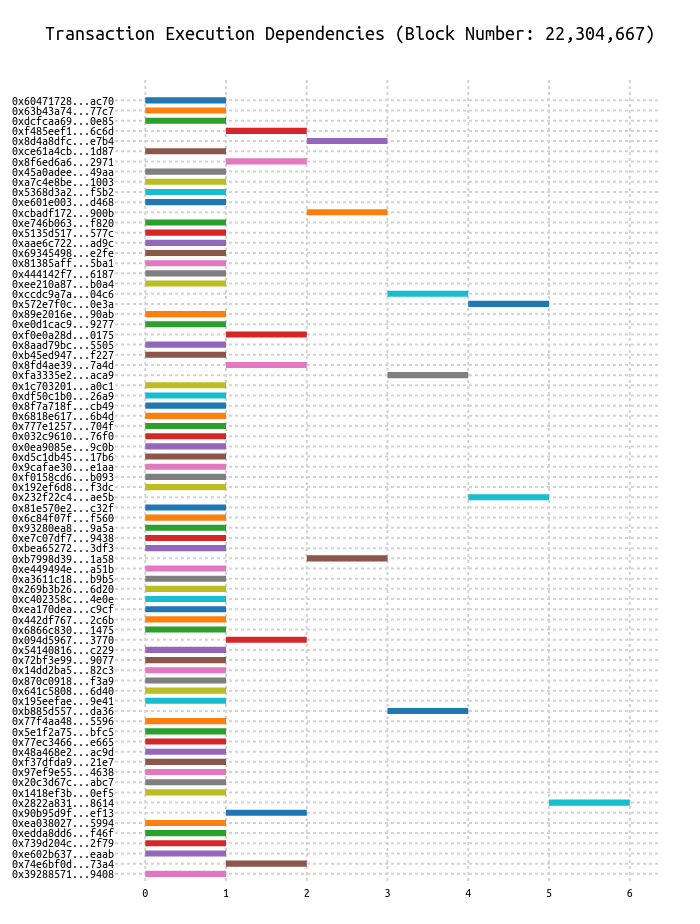 Transaction Execution Dependencies (Block Number: 22,304,667)
0x60471728...ac70
0x63b43a74...77c7
0xdcfcaa69...0e85
0xf485eef1...6c6d
0x8d4a8dfc...e7b4
0xce61a4cb...1d87
0x8f6ed6a6...2971
0x45a0adee...49aa
0xa7c4e8be...1003
0x5368d3a2...f5b2
0xe601e003...d468
0xcbadf172...900b
0xe746b063...f820
0x5135d517...577c
0xaae6c722...ad9c
0x69345498...e2fe
0x81385aff...5ba1
0x444142f7...6187
0xee210a87...b0a4
0xccdc9a7a...04c6
0x572e7f0c...0e3a
0x89e2016e...90ab
0xe0d1cac9...9277
0xf0e0a28d...0175
0x8aad79bc...5505
0xb45ed947...f227
0x8fd4ae39...7a4d
0xfa3335e2...aca9
0x1c703201...a0c1
0xdf50c1b0...26a9
0x8f7a718f...cb49
0x6818e617...6b4d
0x777e1257...704f
0x032c9610...76f0
0x0ea9085e...9c0b
0xd5c1db45...17b6
0x9cafae30...e1aa
0xf0158cd6...b093
0x192ef6d8...f3dc
0x232f22c4...ae5b
0x81e570e2...c32f
0x6c84f07f...f560
0x93280ea8...9a5a
0xe7c07df7...9438
0xbea65272...3df3
0xb7998d39...1a58
0xe449494e...a51b
0xa3611c18...b9b5
0x269b3b26...6d20
0xc402358c...4e0e
0xea170dea...c9cf
0x442df767...2c6b
0x6866c830...1475
0x094d5967...3770
0x54140816...c229
0x72bf3e99...9077
0x14dd2ba5...82c3
0x870c0918...f3a9
0x641c5808...6d40
0x195eefae...9e41
0xb885d557...da36
0x77f4aa48...5596
0x5e1f2a75...bfc5
0x77ec3466...e665
0x48a468e2...ac9d
0xf37dfda9...21e7
0x97ef9e55...4638
0x20c3d67c...abc7
0x1418ef3b...0ef5
0x2822a831...8614
0x90b95d9f...ef13
0xea038027...5994
0xedda8dd6...f46f
0x739d204c...2f79
0xe602b637...eaab
0x74e6bf0d...73a4
0x39288571...9408
0 1 2 3 4 5 6